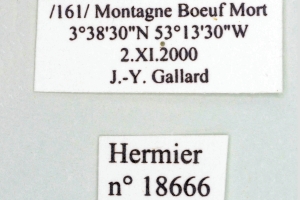 /161/ Montagne Boeuf Mort
3°38'30"N 53°13'30"W
2.XI.2000
J.-Y. Gallard
Hermier
n° 18666